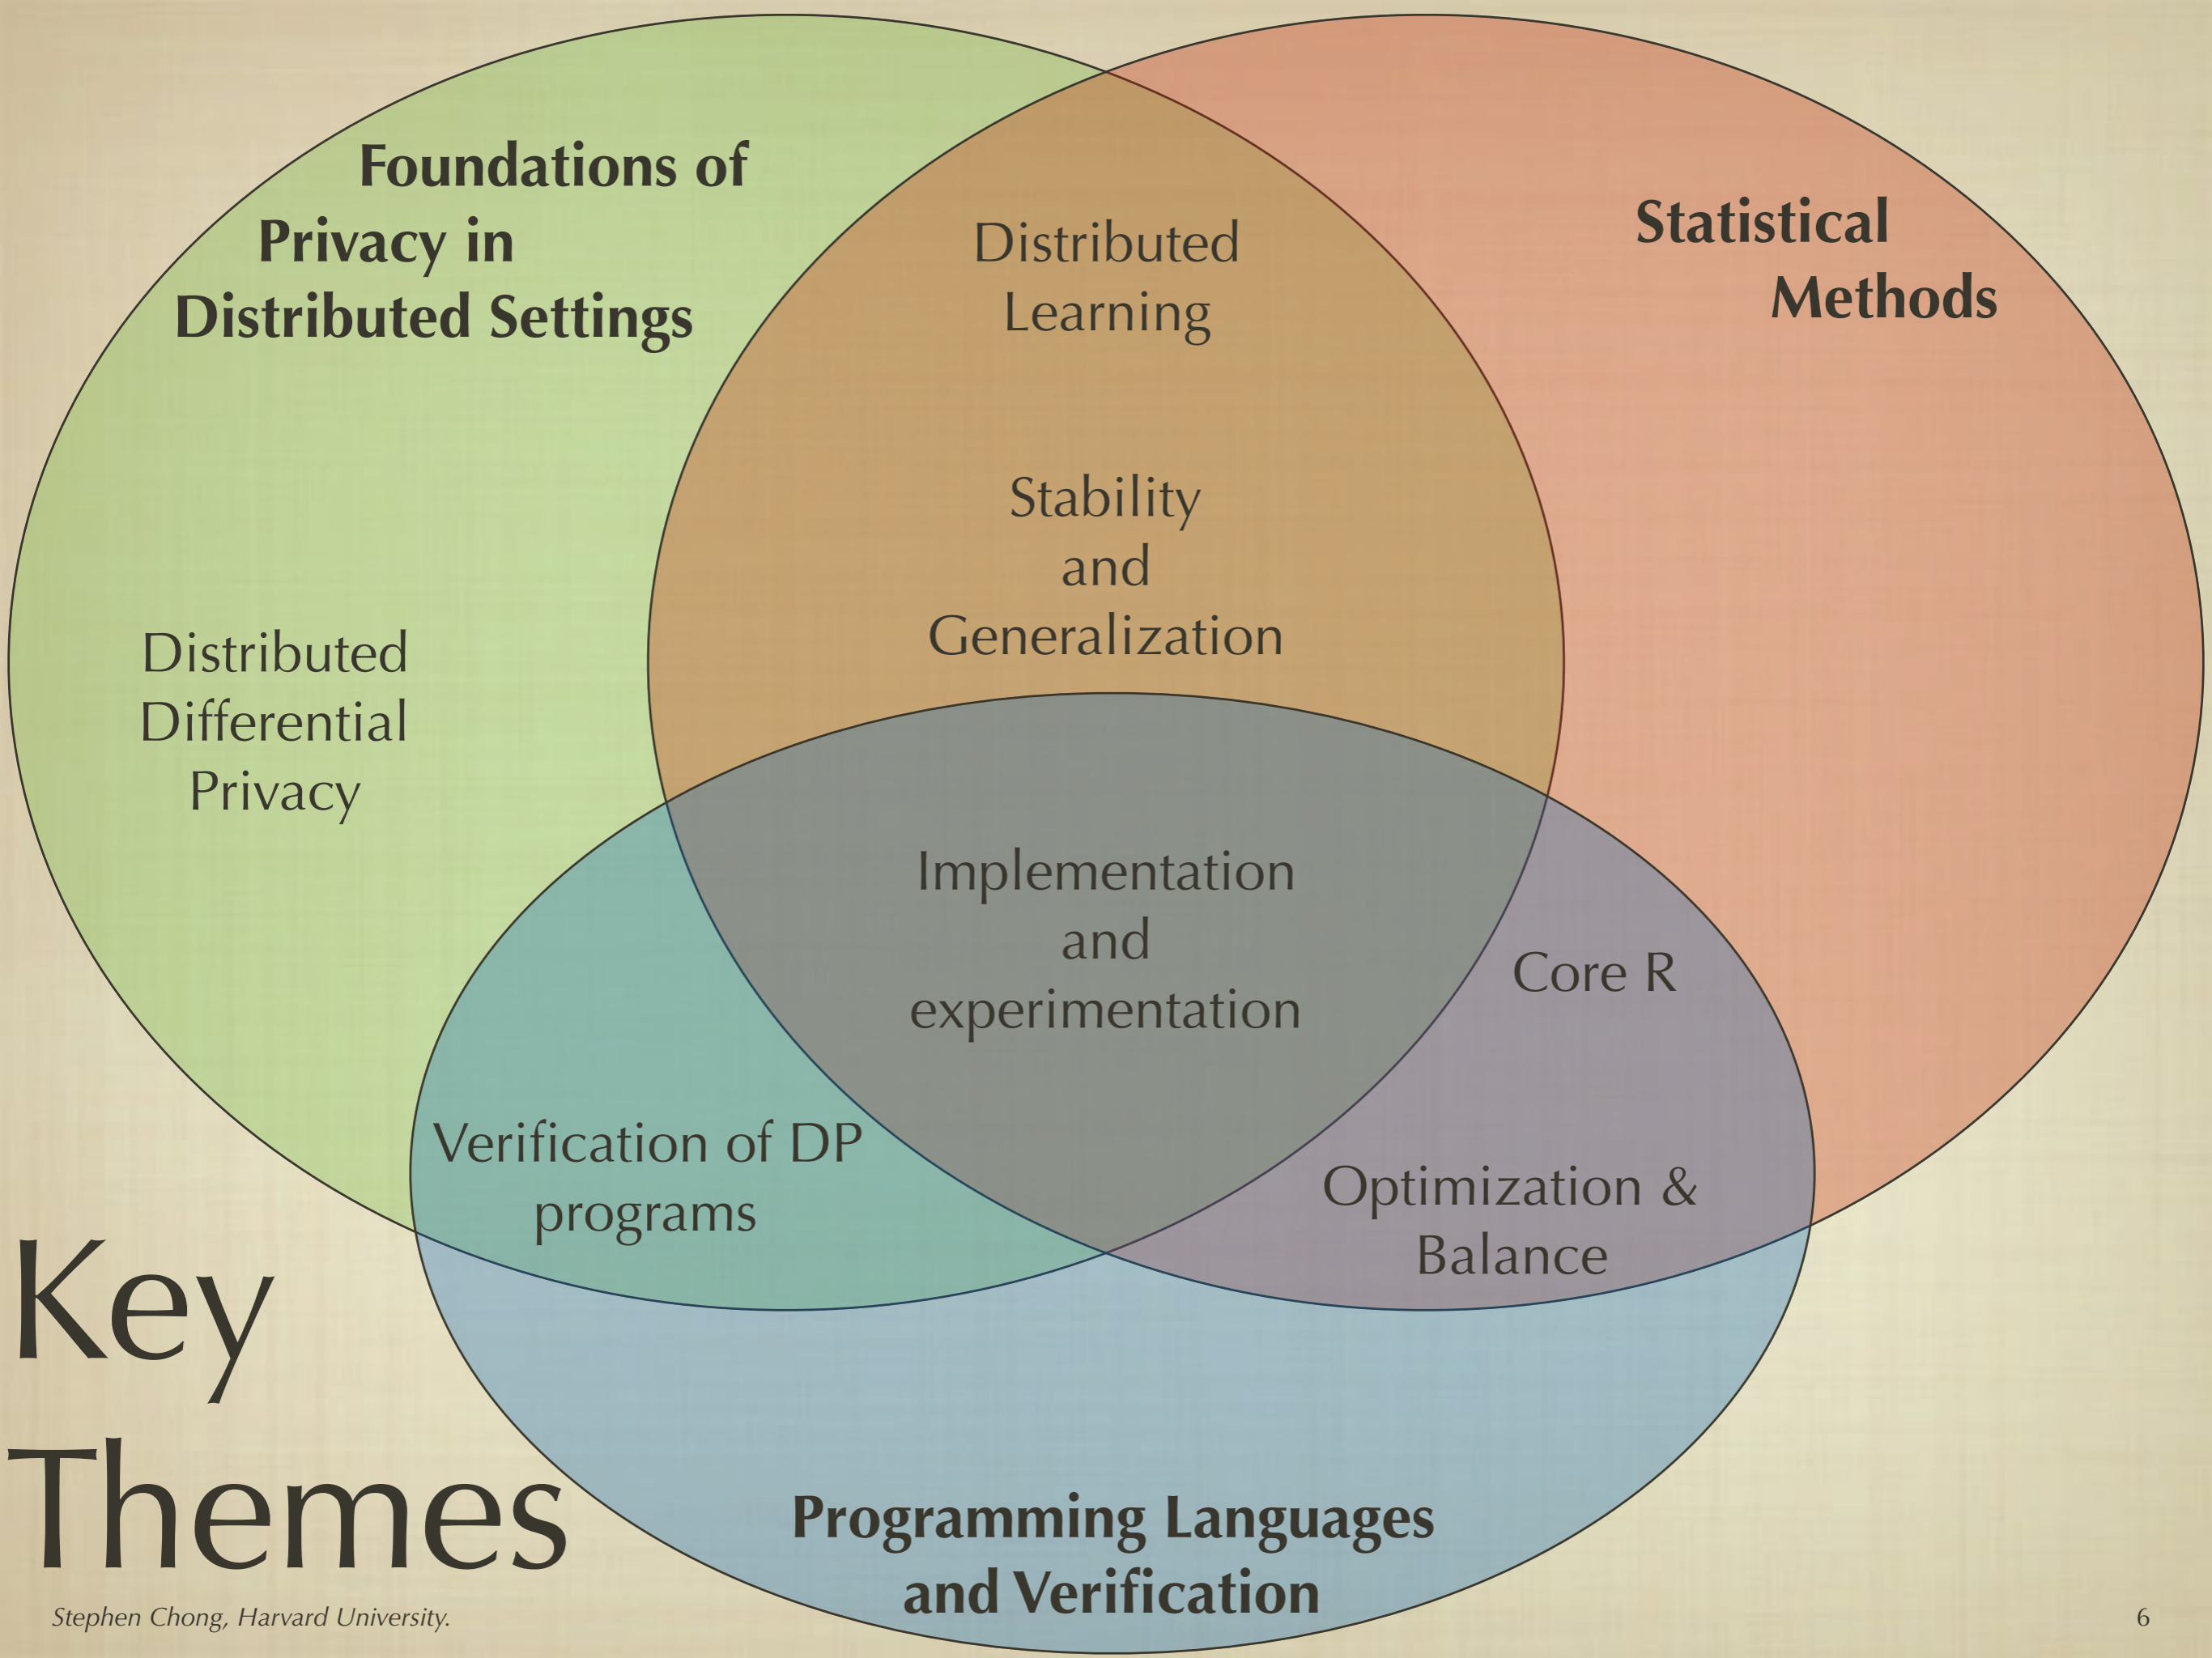 Foundations of
Privacy in
Distributed Settings
Statistical
Methods
Distributed
Learning
Stability
and
Generalization
Distributed
Differential
Privacy
Implementation
and
experimentation
Core R
Verification of DP
programs
Optimization &
Balance
Key
Themes
Programming Languages
and Verification
Stephen Chong, Harvard University.
6